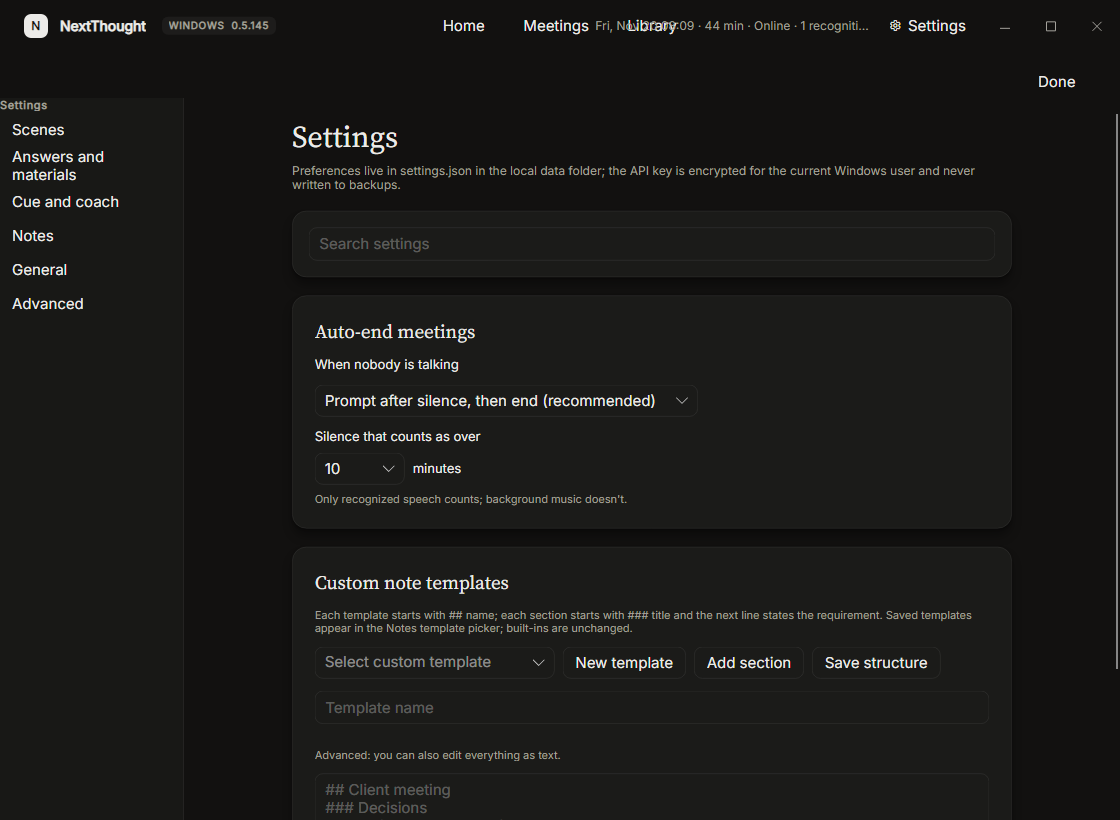 N NextThought WINDOWS 0.5.145 Home Meetings Library Fri, Nov 09 · 44 min · Online · 1 recogniti... Settings
Done
Settings
Scenes
Answers and
materials
Cue and coach
Notes
General
Advanced
Settings
Preferences live in settings.json in the local data folder; the API key is encrypted for the current Windows user and never
written to backups.
Search settings
Auto-end meetings
When nobody is talking
Prompt after silence, then end (recommended)
Silence that counts as over
10 minutes
Only recognized speech counts; background music doesn't.
Custom note templates
Each template starts with ## name; each section starts with ### title and the next line states the requirement. Saved templates
appear in the Notes template picker; built-ins are unchanged.
Select custom template New template Add section Save structure
Template name
Advanced: you can also edit everything as text.
## Client meeting
### Decisions